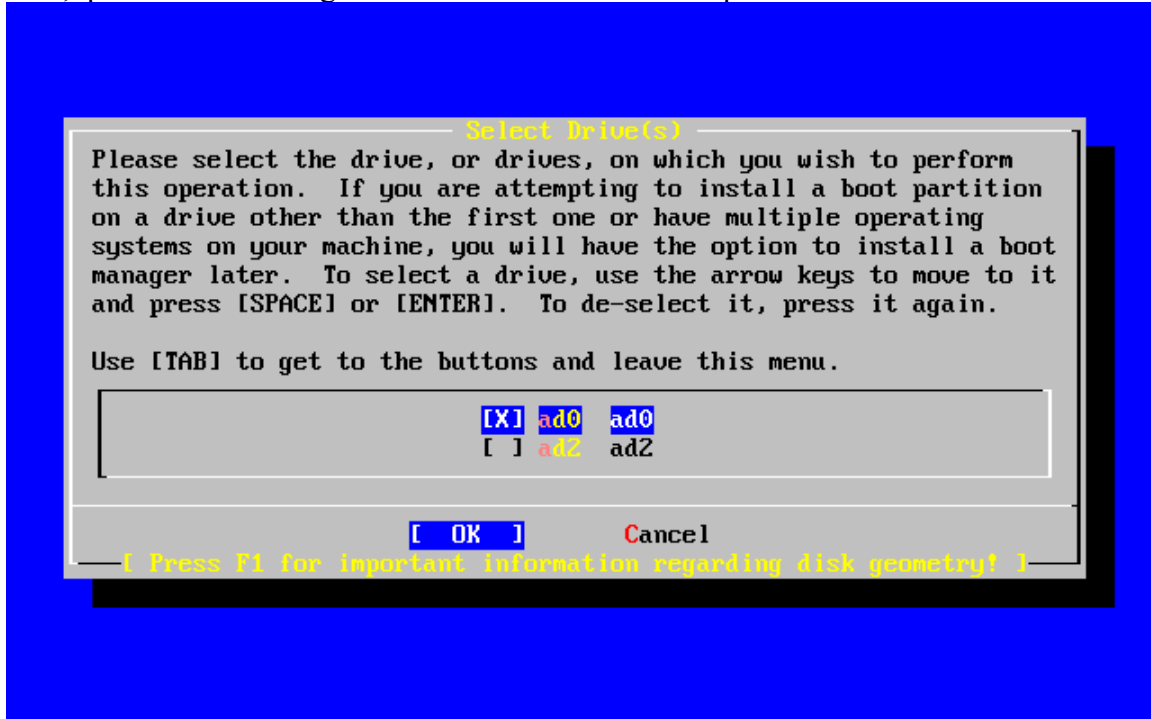 Select Drive(s)
Please select the drive, or drives, on which you wish to perform
this operation.  If you are attempting to install a boot partition
on a drive other than the first one or have multiple operating
systems on your machine, you will have the option to install a boot
manager later.  To select a drive, use the arrow keys to move to it
and press [SPACE] or [ENTER].  To de-select it, press it again.
Use [TAB] to get to the buttons and leave this menu.
[X] ad0 ad0
[ ] ad2 ad2
[ OK ] Cancel
[ Press F1 for important information regarding disk geometry! ]